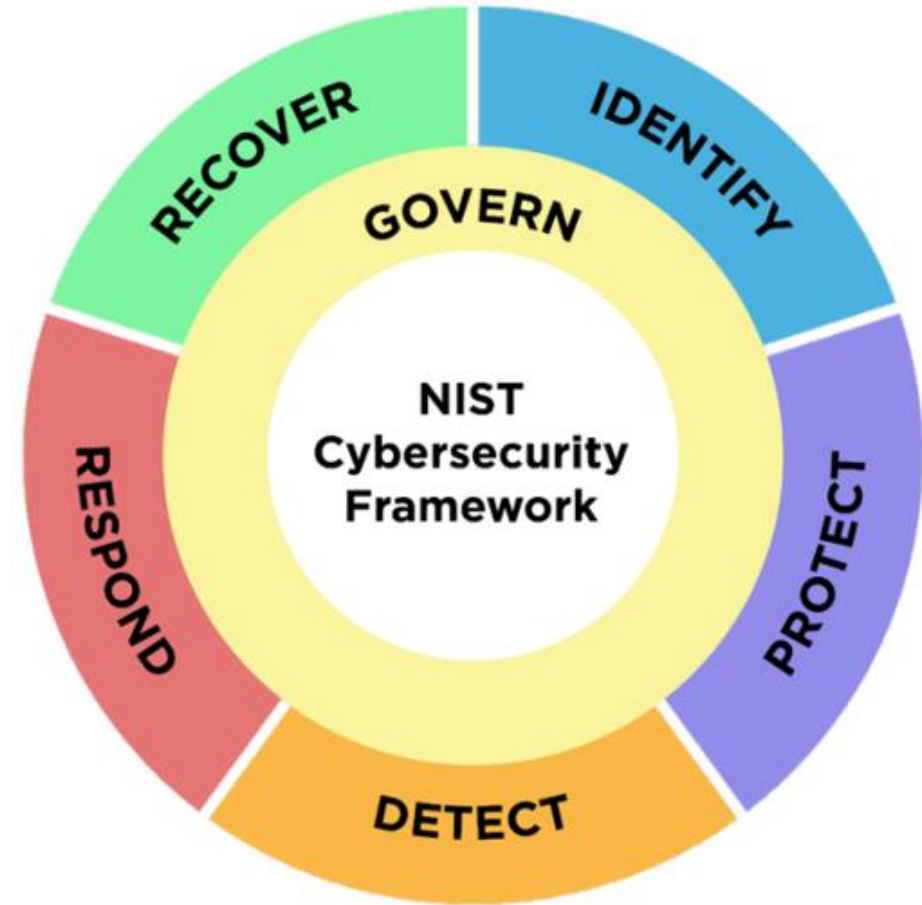 RECOVER
IDENTIFY
GOVERN
NIST
Cybersecurity
Framework
RESPOND
PROTECT
DETECT